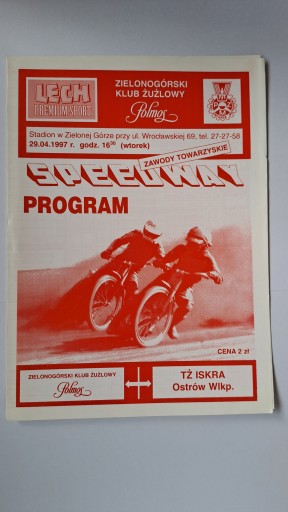 LECH
PREMIUM SPORT
ZIELONOGÓRSKI
KLUB ŻUŻLOWY
Polmos
Stadion w Zielonej Górze przy ul. Wrocławskiej 69, tel. 27-27-58
29.04.1997 r. godz. 16³⁰ (wtorek)
ZAWODY TOWARZYSKIE
SPEEDWAY
PROGRAM
CENA 2 zł
ZIELONOGÓRSKI KLUB ŻUŻLOWY
Polmos
TŻ ISKRA
Ostrów Wlkp.